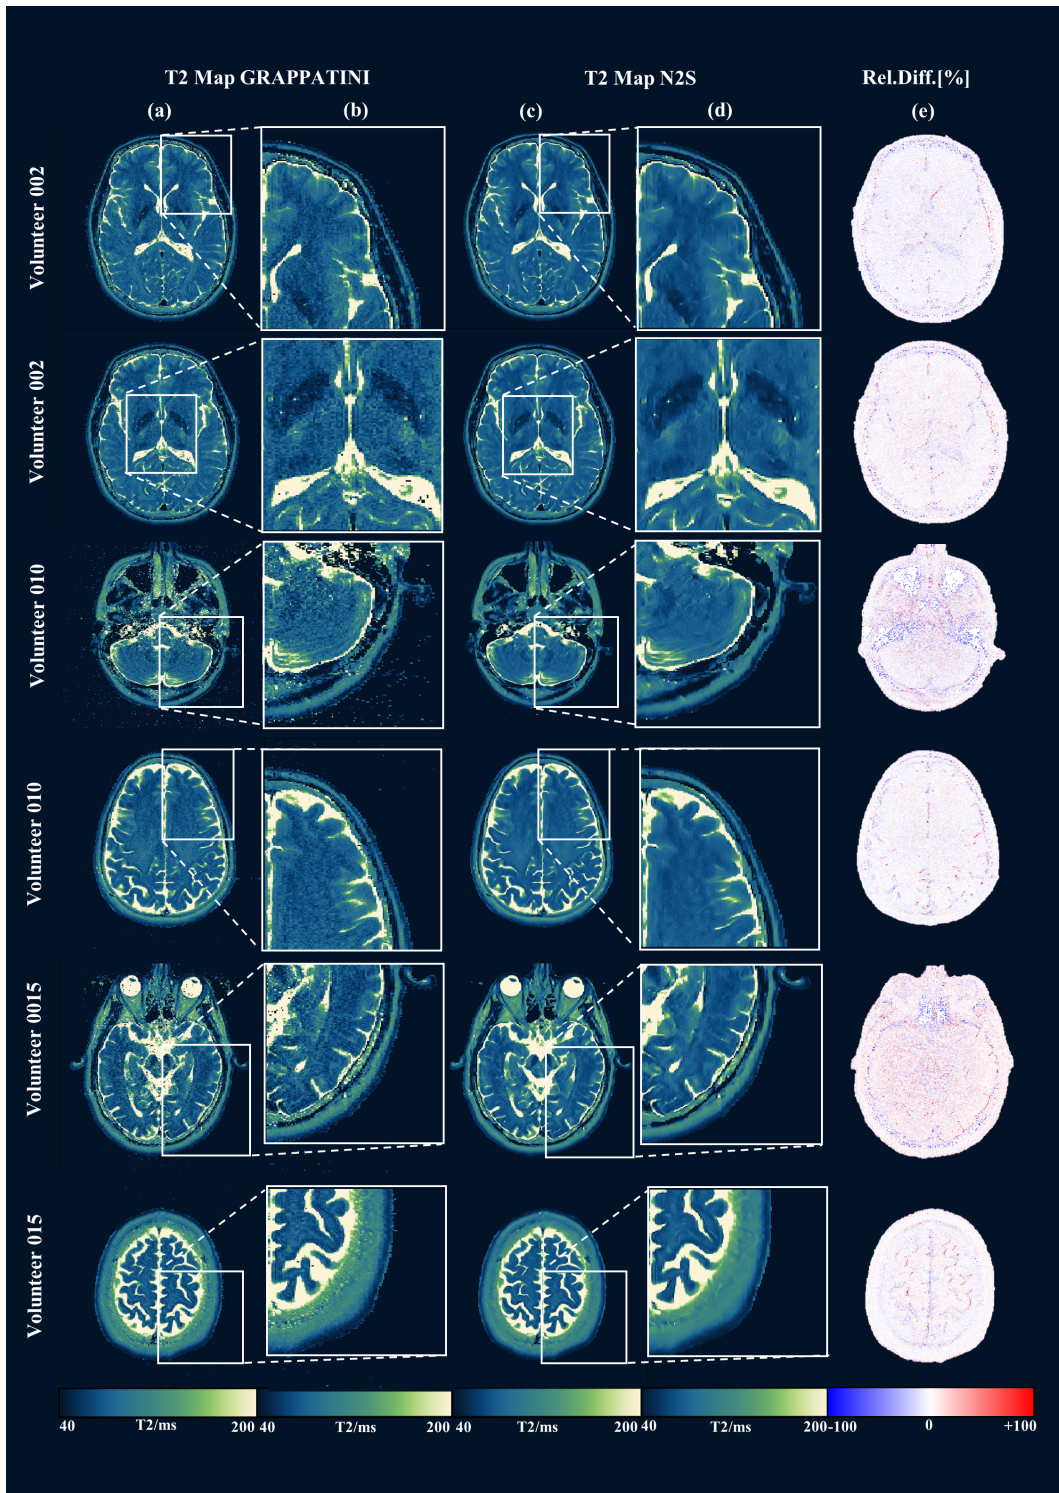 T2 Map GRAPPATINI T2 Map N2S Rel.Diff.[%]
(a) (b) (c) (d) (e)
Volunteer 002
Volunteer 002
Volunteer 010
Volunteer 010
Volunteer 0015
Volunteer 015
40 T2/ms 200 40 T2/ms 200 40 T2/ms 200 40 T2/ms 200 -100 0 +100